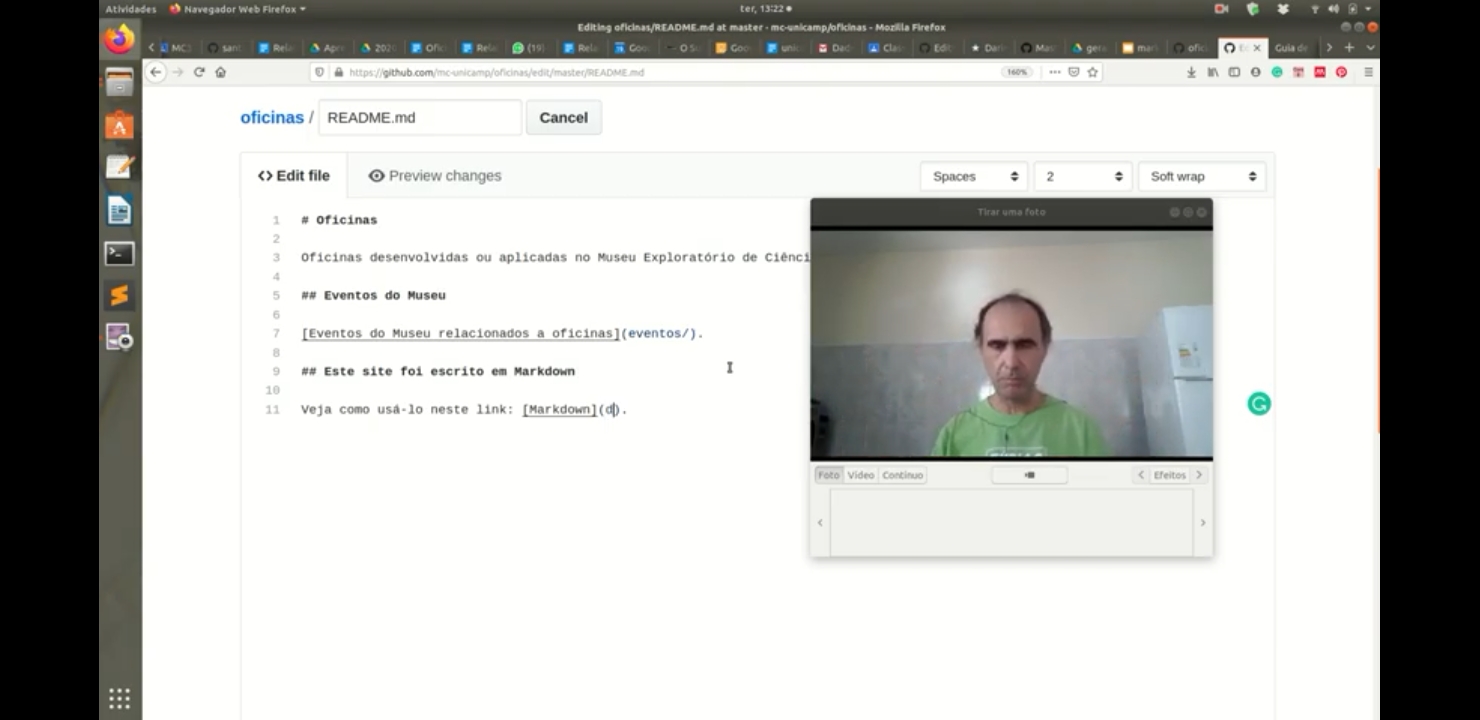 Atividades
Navegador Web Firefox
ter, 13:22
Editing oficinas/README.md at master - mc-unicamp/oficinas - Mozilla Firefox
MC
sant
Rela
Apre
202
Ofic
Rela
(19)
Rela
Goo
O Sc
Goo
unic
Dad
Clas
Edit
Dari
Mas
gera
mar
ofic
Guia de
https://github.com/mc-unicamp/oficinas/edit/master/README.md
160%
oficinas / README.md Cancel
<> Edit file
Preview changes
Spaces
2
Soft wrap
1 # Oficinas
2
3 Oficinas desenvolvidas ou aplicadas no Museu Exploratório de Ciênci
4
5 ## Eventos do Museu
6
7 [Eventos do Museu relacionados a oficinas](eventos/).
8
9 ## Este site foi escrito em Markdown
10
11 Veja como usá-lo neste link: [Markdown](d).
Tirar uma foto
Foto
Vídeo
Contínuo
Efeitos